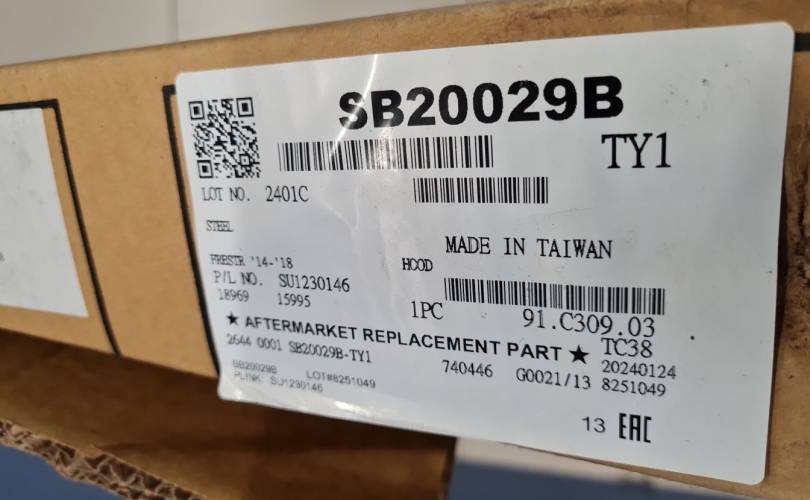 SB20029B
TY1
LOT NO. 2401C
STEEL
MADE IN TAIWAN
FRESTR '14-'18
HOOD
P/L NO. SU1230146
18969 15995
1PC
91.C309.03
★ AFTERMARKET REPLACEMENT PART ★
TC38
2644 0001 SB20029B-TY1
740446 G0021/13
20240124
8251049
SB20029B LOT#8251049
PLINK: SU1230146
13 EAC